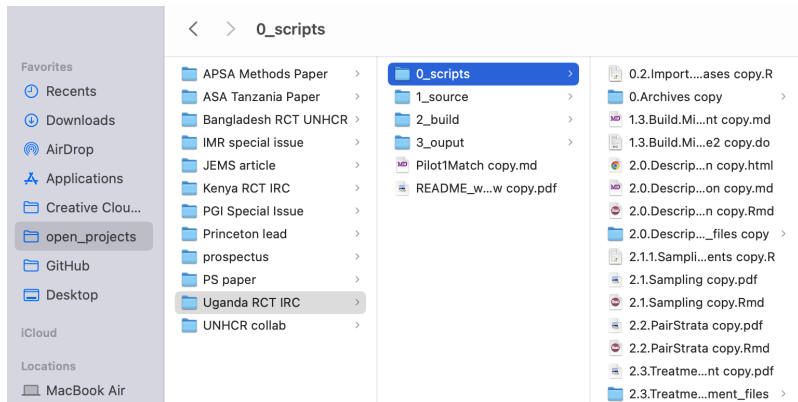 0_scripts
Favorites
Recents
Downloads
AirDrop
Applications
Creative Clou...
open_projects
GitHub
Desktop
iCloud
Locations
MacBook Air
APSA Methods Paper
ASA Tanzania Paper
Bangladesh RCT UNHCR
IMR special issue
JEMS article
Kenya RCT IRC
PGI Special Issue
Princeton lead
prospectus
PS paper
Uganda RCT IRC
UNHCR collab
0_scripts
1_source
2_build
3_ouput
MD Pilot1Match copy.md
README_w...w copy.pdf
0.2.Import....ases copy.R
0.Archives copy
MD 1.3.Build.Mi...nt copy.md
1.3.Build.Mi...e2 copy.do
2.0.Descrip...n copy.html
MD 2.0.Descrip...on copy.md
2.0.Descrip...n copy.Rmd
2.0.Descrip..._files copy
2.1.1.Sampli...ents copy.R
2.1.Sampling copy.pdf
2.1.Sampling copy.Rmd
2.2.PairStrata copy.pdf
2.2.PairStrata copy.Rmd
2.3.Treatme...nt copy.pdf
2.3.Treatme...ment_files